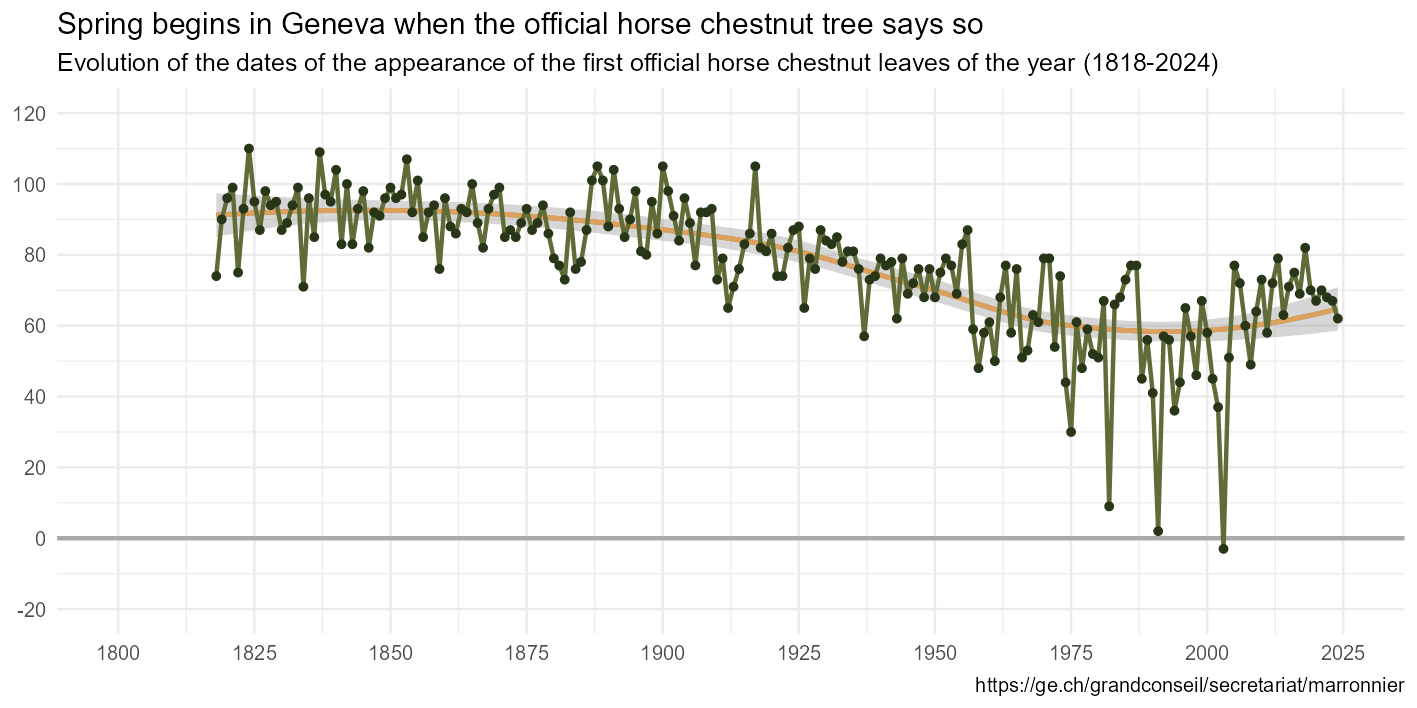 Spring begins in Geneva when the official horse chestnut tree says so
Evolution of the dates of the appearance of the first official horse chestnut leaves of the year (1818-2024)
120
100
80
60
40
20
0
-20
1800 1825 1850 1875 1900 1925 1950 1975 2000 2025
https://ge.ch/grandconseil/secretariat/marronnier